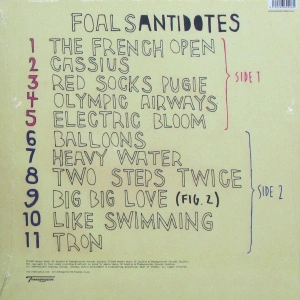 FOALS ANTIDOTES
1 THE FRENCH OPEN
2 CASSIUS
3 RED SOCKS PUGIE
4 OLYMPIC AIRWAYS
5 ELECTRIC BLOOM
SIDE 1
6 BALLOONS
7 HEAVY WATER
8 TWO STEPS TWICE
9 BIG BIG LOVE (FIG. 2)
10 LIKE SWIMMING
11 TRON
SIDE 2